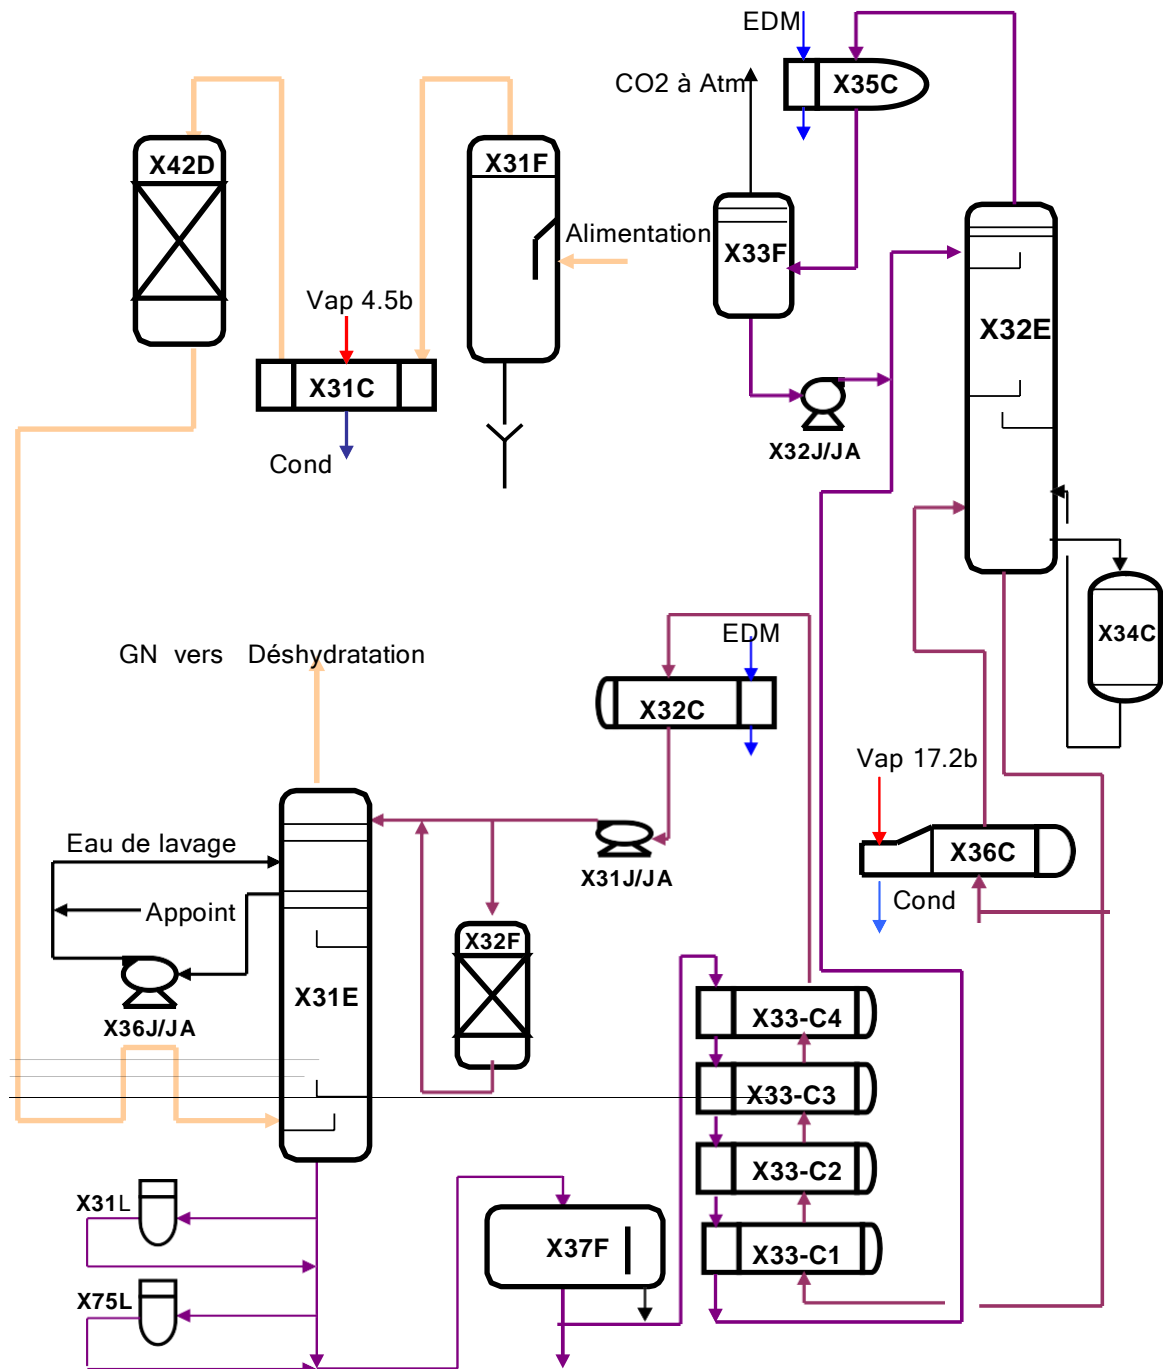 EDM
CO2 à Atm
X35C
X42D
X31F
Alimentation
X33F
Vap 4.5b
X32E
X31C
X32J/JA
Cond
X34C
EDM
GN vers Déshydratation
X32C
Vap 17.2b
Eau de lavage
X36C
X31J/JA
Cond
Appoint
X32F
X31E
X33-C4
X36J/JA
X33-C3
X33-C2
X31L
X37F
X33-C1
X75L